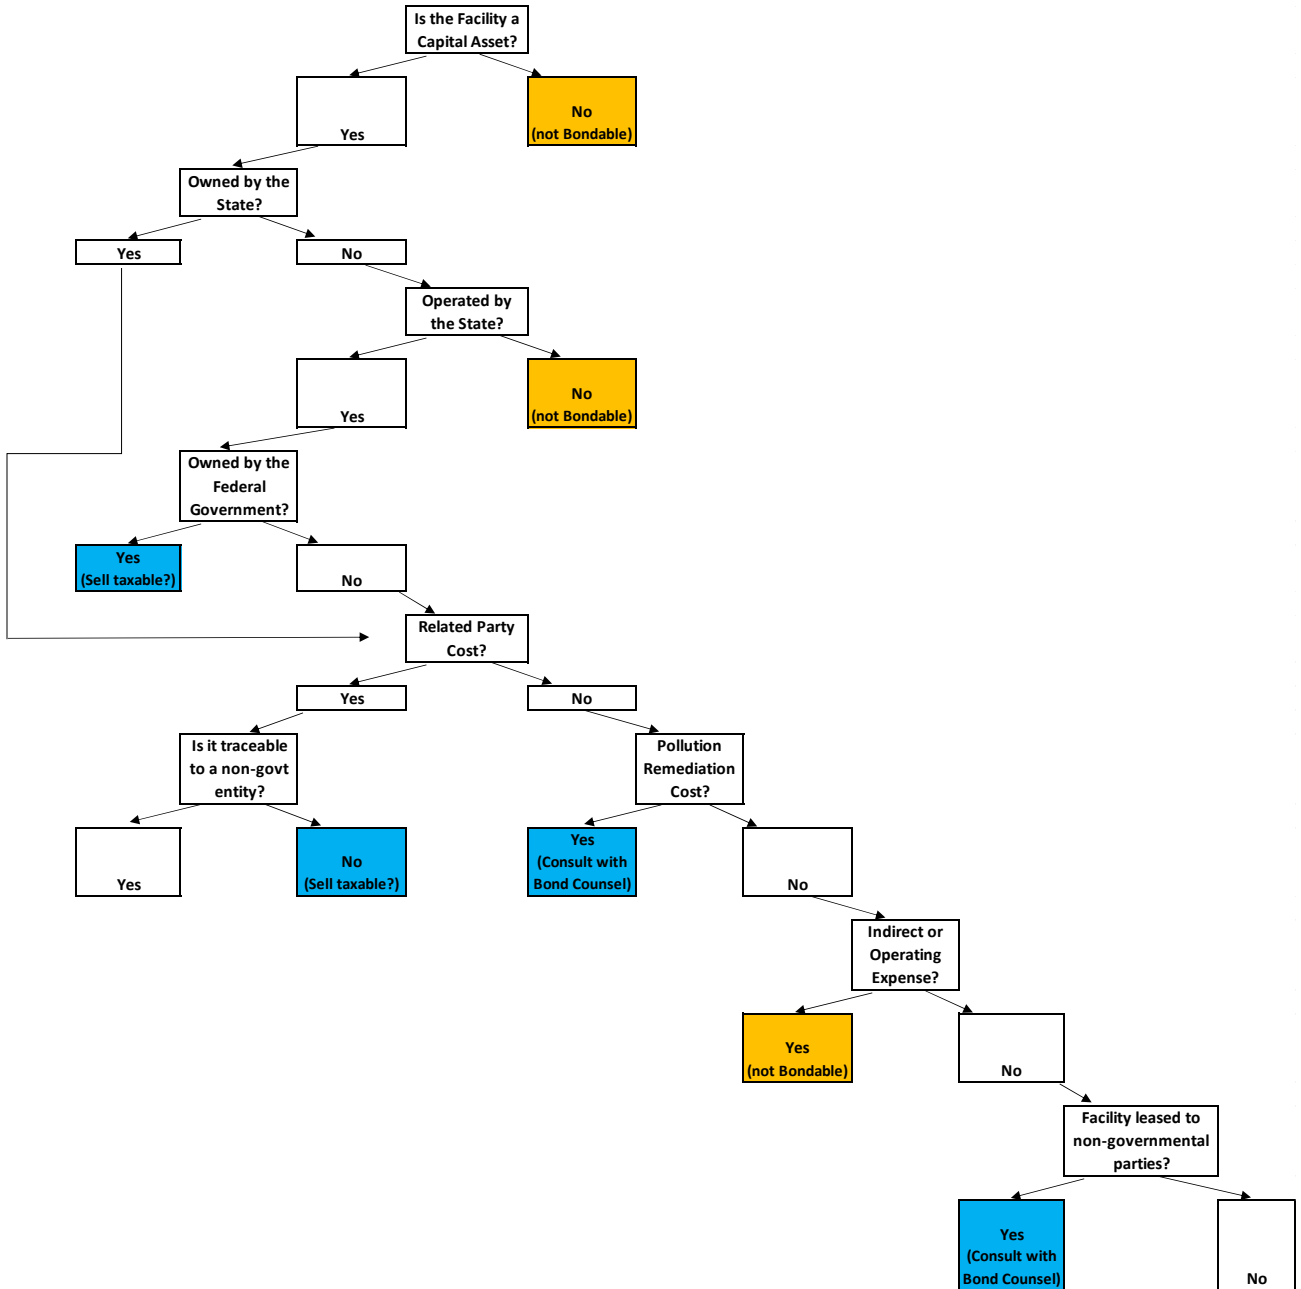 Is the Facility a
Capital Asset?
Yes
No
(not Bondable)
Owned by the
State?
Yes
No
Operated by
the State?
Yes
No
(not Bondable)
Owned by the
Federal
Government?
Yes
(Sell taxable?)
No
Related Party
Cost?
Yes
No
Is it traceable
to a non-govt
entity?
Pollution
Remediation
Cost?
Yes
No
(Sell taxable?)
Yes
(Consult with
Bond Counsel)
No
Indirect or
Operating
Expense?
Yes
(not Bondable)
No
Facility leased to
non-governmental
parties?
Yes
(Consult with
Bond Counsel)
No